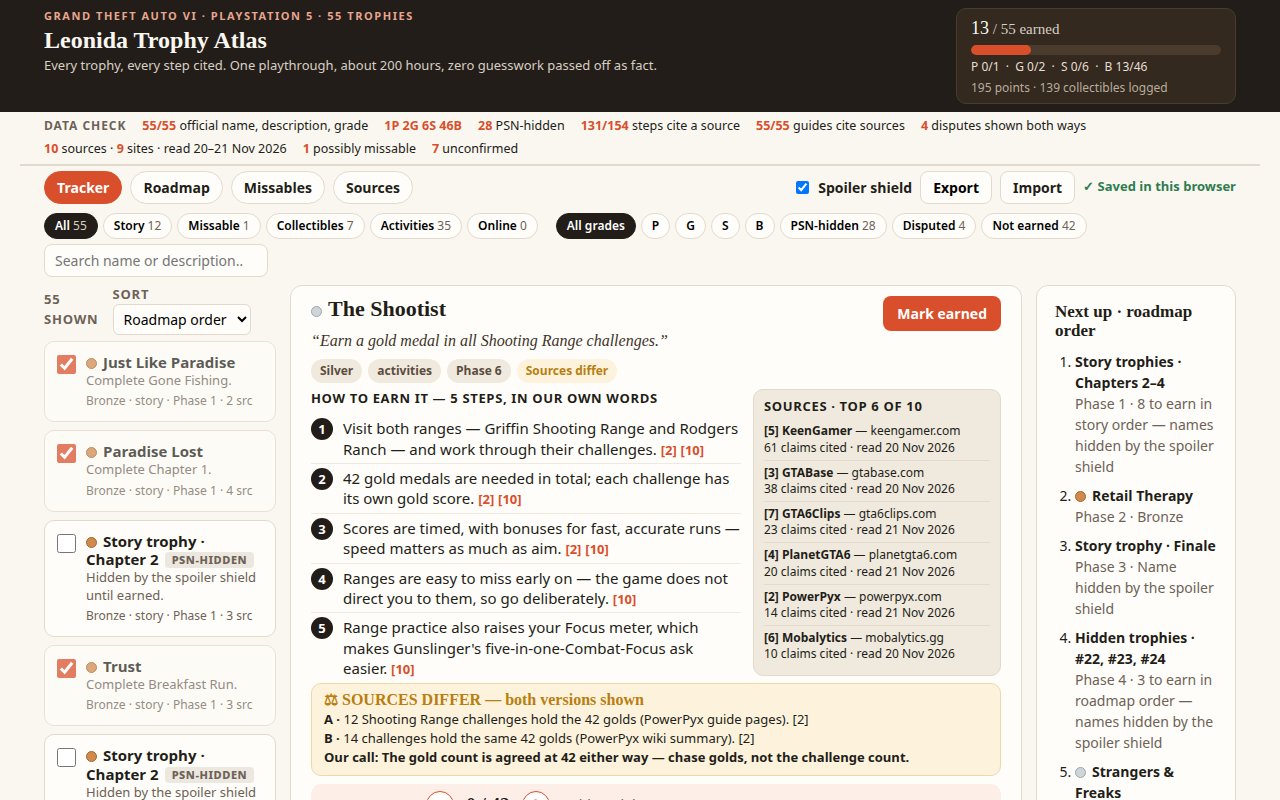 GRAND THEFT AUTO VI · PLAYSTATION 5 · 55 TROPHIES
Leonida Trophy Atlas
Every trophy, every step cited. One playthrough, about 200 hours, zero guesswork passed off as fact.
13 / 55 earned
P 0/1 · G 0/2 · S 0/6 · B 13/46
195 points · 139 collectibles logged
DATA CHECK 55/55 official name, description, grade 1P 2G 6S 46B 28 PSN-hidden 131/154 steps cite a source 55/55 guides cite sources 4 disputes shown both ways
10 sources · 9 sites · read 20–21 Nov 2026 1 possibly missable 7 unconfirmed
Tracker Roadmap Missables Sources
Spoiler shield Export Import ✓ Saved in this browser
All 55 Story 12 Missable 1 Collectibles 7 Activities 35 Online 0 All grades P G S B PSN-hidden 28 Disputed 4 Not earned 42
Search name or description..
55
SHOWN
SORT
Roadmap order
Just Like Paradise
Complete Gone Fishing.
Bronze · story · Phase 1 · 2 src
Paradise Lost
Complete Chapter 1.
Bronze · story · Phase 1 · 4 src
Story trophy ·
Chapter 2 PSN-HIDDEN
Hidden by the spoiler shield
until earned.
Bronze · story · Phase 1 · 3 src
Trust
Complete Breakfast Run.
Bronze · story · Phase 1 · 3 src
Story trophy ·
Chapter 2 PSN-HIDDEN
Hidden by the spoiler shield
The Shootist
Mark earned
“Earn a gold medal in all Shooting Range challenges.”
Silver activities Phase 6 Sources differ
HOW TO EARN IT — 5 STEPS, IN OUR OWN WORDS
1 Visit both ranges — Griffin Shooting Range and Rodgers
Ranch — and work through their challenges. [2] [10]
2 42 gold medals are needed in total; each challenge has
its own gold score. [2] [10]
3 Scores are timed, with bonuses for fast, accurate runs —
speed matters as much as aim. [2] [10]
4 Ranges are easy to miss early on — the game does not
direct you to them, so go deliberately. [10]
5 Range practice also raises your Focus meter, which
makes Gunslinger's five-in-one-Combat-Focus ask
easier. [10]
SOURCES · TOP 6 OF 10
[5] KeenGamer — keengamer.com
61 claims cited · read 20 Nov 2026
[3] GTABase — gtabase.com
38 claims cited · read 20 Nov 2026
[7] GTA6Clips — gta6clips.com
23 claims cited · read 21 Nov 2026
[4] PlanetGTA6 — planetgta6.com
20 claims cited · read 21 Nov 2026
[2] PowerPyx — powerpyx.com
14 claims cited · read 21 Nov 2026
[6] Mobalytics — mobalytics.gg
10 claims cited · read 20 Nov 2026
⚖ SOURCES DIFFER — both versions shown
A · 12 Shooting Range challenges hold the 42 golds (PowerPyx guide pages). [2]
B · 14 challenges hold the same 42 golds (PowerPyx wiki summary). [2]
Our call: The gold count is agreed at 42 either way — chase golds, not the challenge count.
Next up · roadmap
order
1. Story trophies ·
Chapters 2–4
Phase 1 · 8 to earn in
story order — names
hidden by the spoiler
shield
2. Retail Therapy
Phase 2 · Bronze
3. Story trophy · Finale
Phase 3 · Name
hidden by the spoiler
shield
4. Hidden trophies ·
#22, #23, #24
Phase 4 · 3 to earn in
roadmap order —
names hidden by the
spoiler shield
5. Strangers &
Freaks